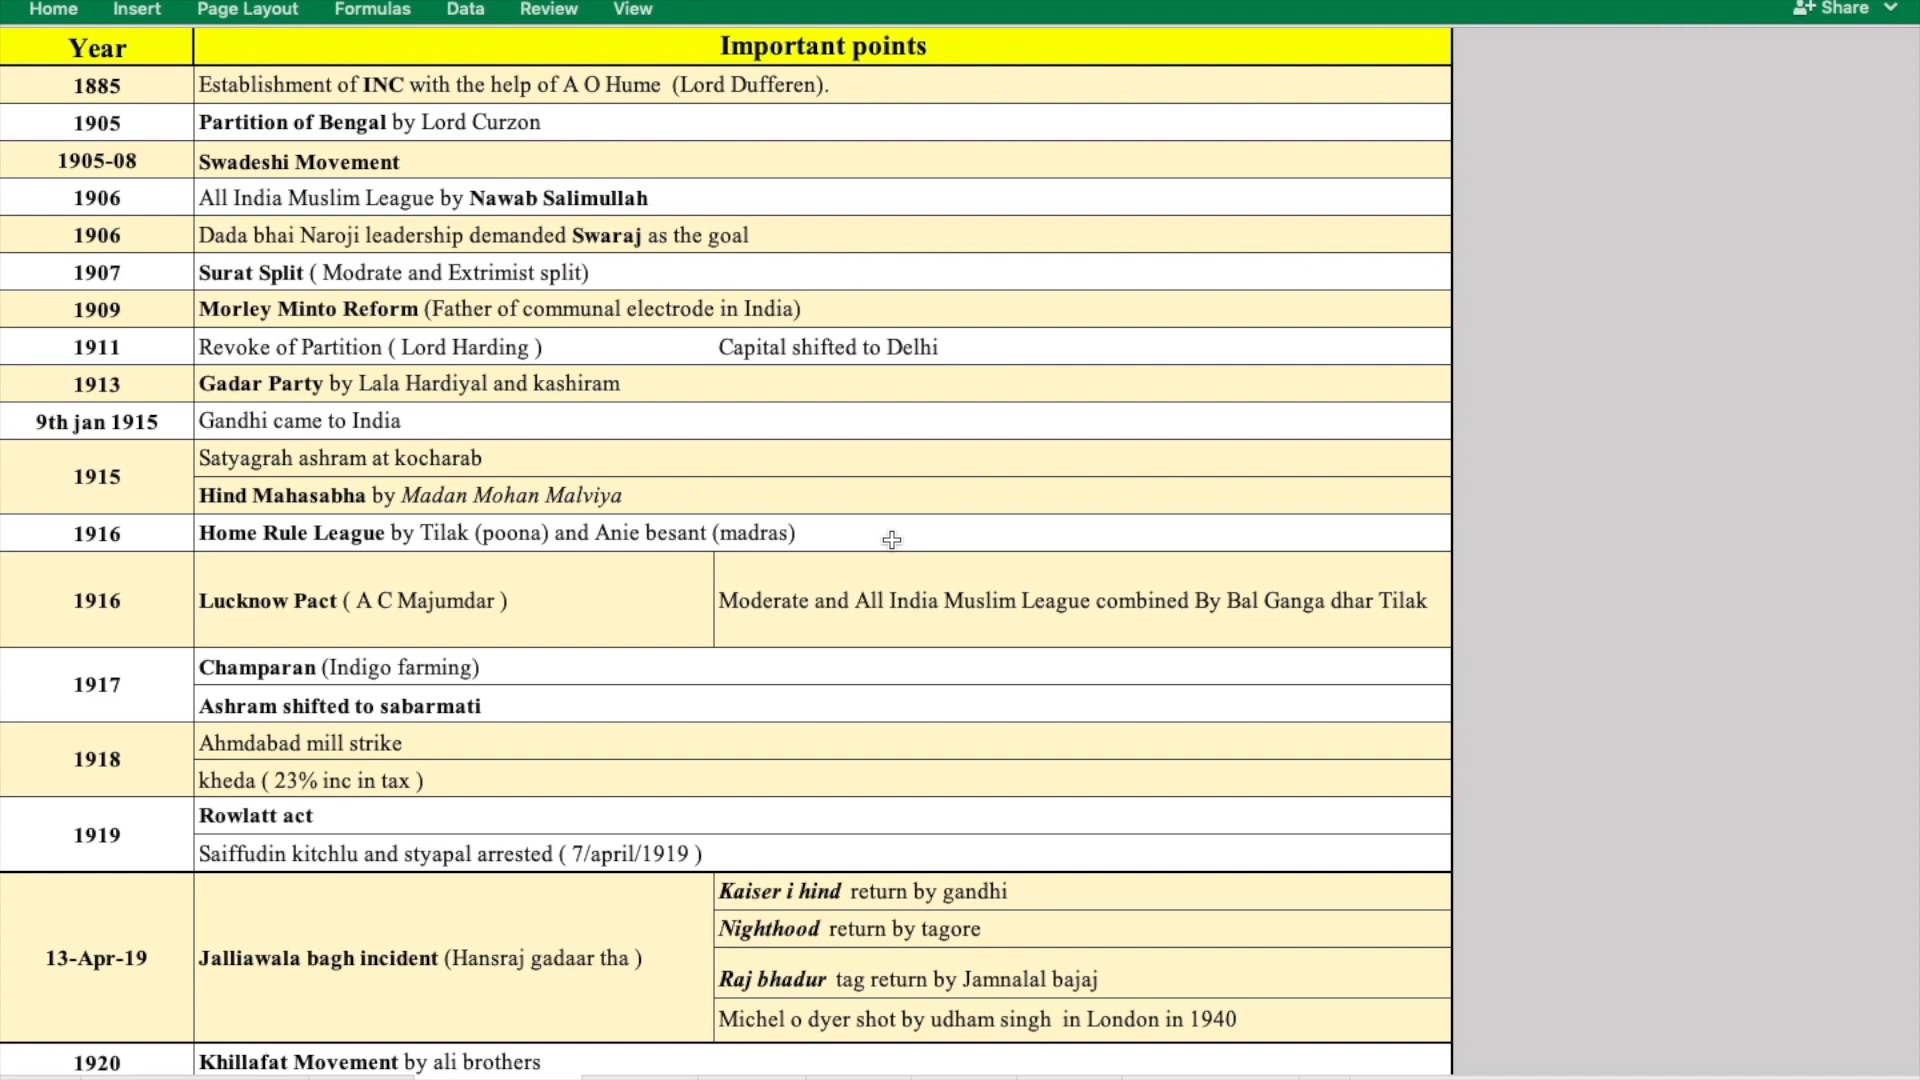 Home Insert Page Layout Formulas Data Review View Share
Year Important points
1885 Establishment of INC with the help of A O Hume (Lord Dufferen).
1905 Partition of Bengal by Lord Curzon
1905-08 Swadeshi Movement
1906 All India Muslim League by Nawab Salimullah
1906 Dada bhai Naroji leadership demanded Swaraj as the goal
1907 Surat Split ( Modrate and Extrimist split)
1909 Morley Minto Reform (Father of communal electrode in India)
1911 Revoke of Partition ( Lord Harding ) Capital shifted to Delhi
1913 Gadar Party by Lala Hardiyal and kashiram
9th jan 1915 Gandhi came to India
1915 Satyagrah ashram at kocharab
Hind Mahasabha by Madan Mohan Malviya
1916 Home Rule League by Tilak (poona) and Anie besant (madras)
1916 Lucknow Pact ( A C Majumdar ) Moderate and All India Muslim League combined By Bal Ganga dhar Tilak
1917 Champaran (Indigo farming)
Ashram shifted to sabarmati
1918 Ahmdabad mill strike
kheda ( 23% inc in tax )
1919 Rowlatt act
Saiffudin kitchlu and styapal arrested ( 7/april/1919 )
13-Apr-19 Jalliawala bagh incident (Hansraj gadaar tha )
Kaiser i hind return by gandhi
Nighthood return by tagore
Raj bhadur tag return by Jamnalal bajaj
Michel o dyer shot by udham singh in London in 1940
1920 Khillafat Movement by ali brothers